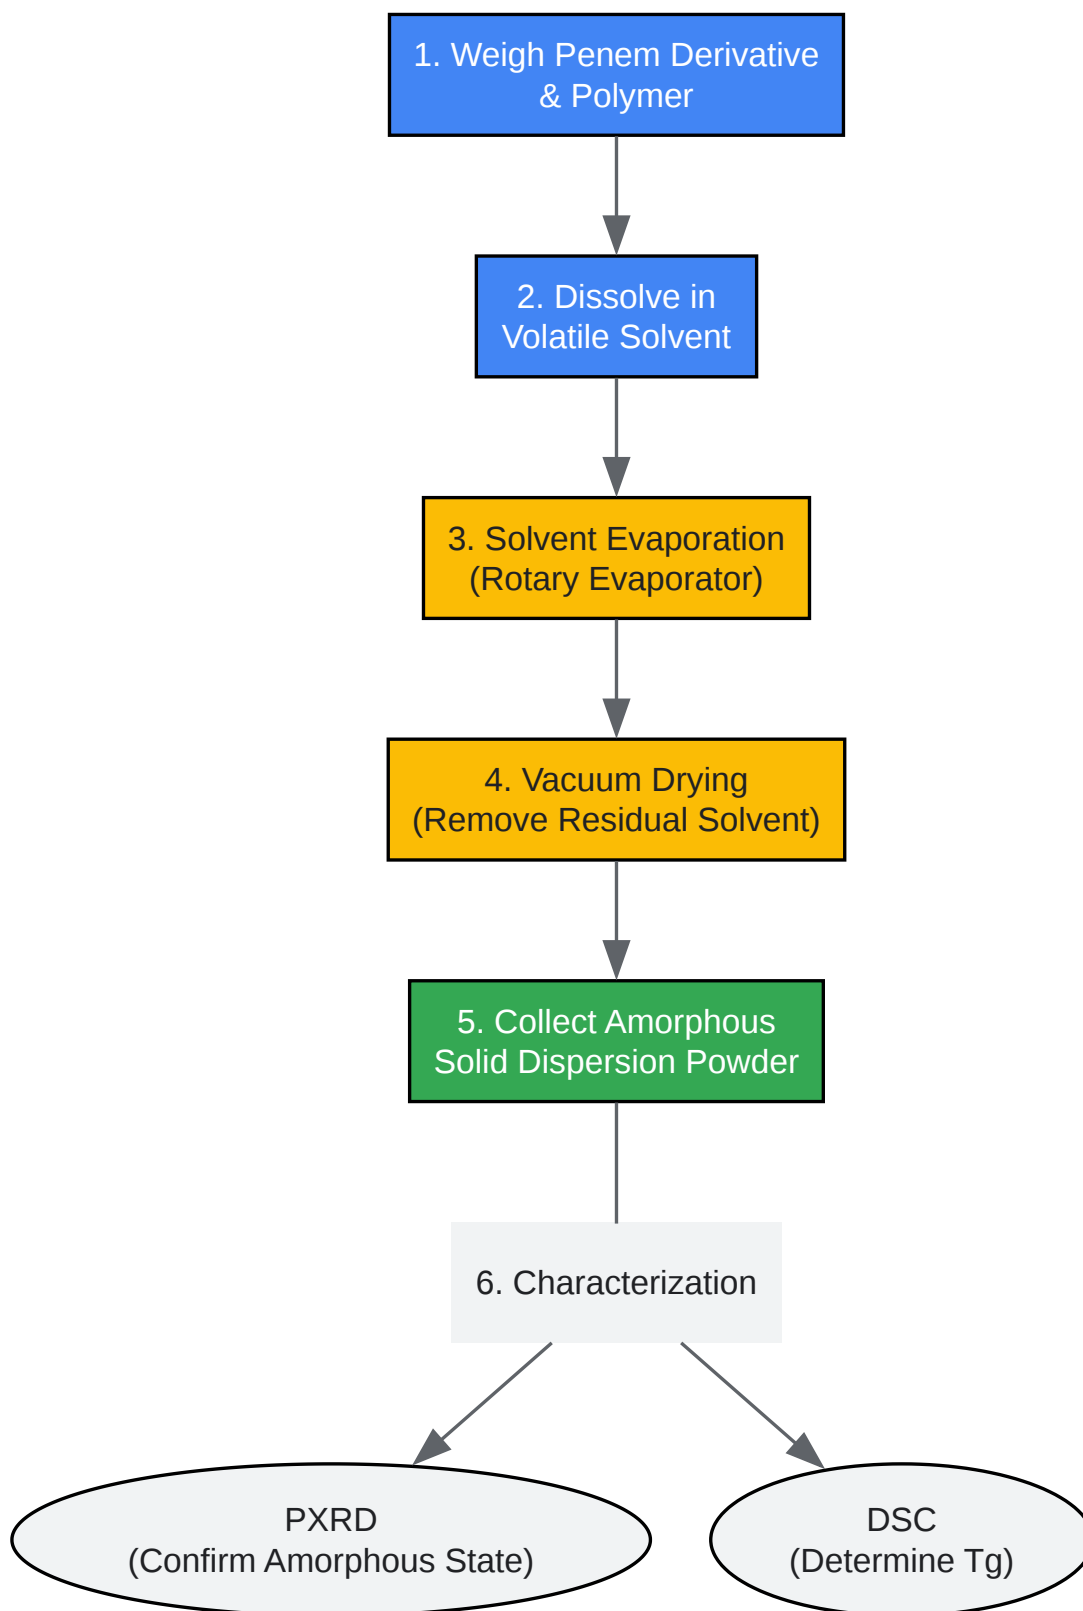 1. Weigh Penem Derivative
& Polymer
2. Dissolve in
Volatile Solvent
3. Solvent Evaporation
(Rotary Evaporator)
4. Vacuum Drying
(Remove Residual Solvent)
5. Collect Amorphous
Solid Dispersion Powder
6. Characterization
PXRD
(Confirm Amorphous State)
DSC
(Determine Tg)